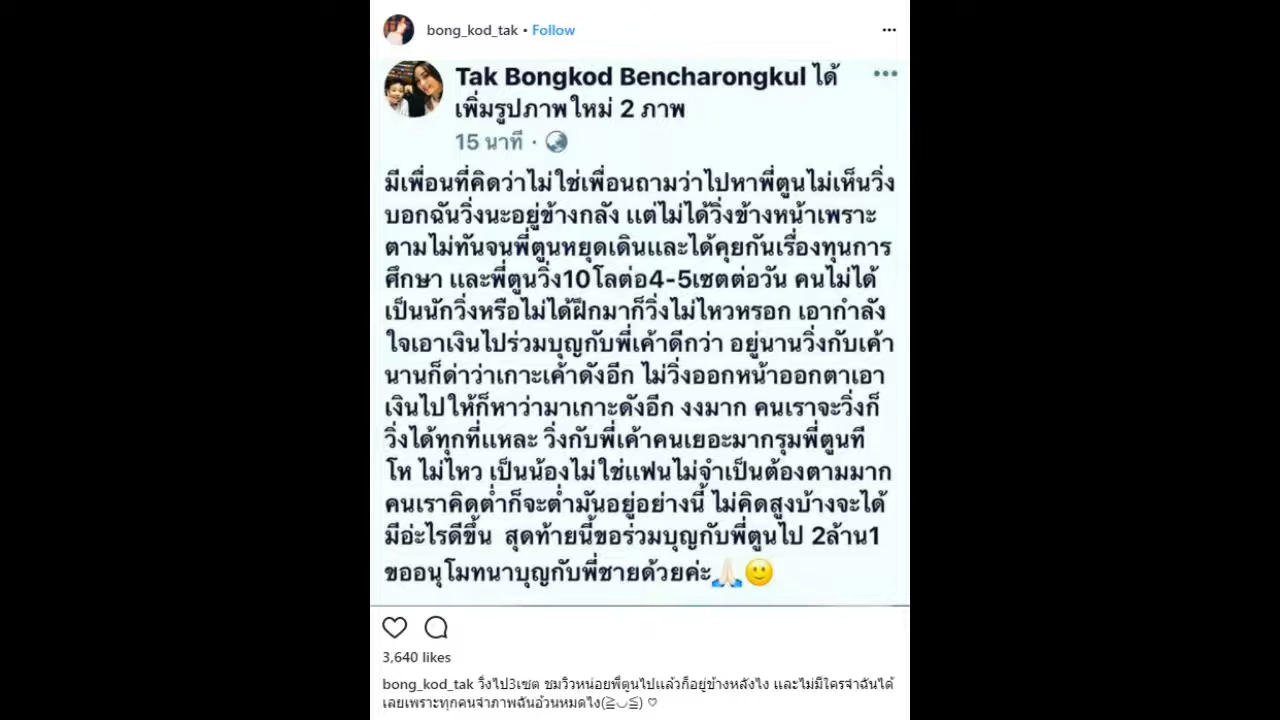 bong_kod_tak • Follow
Tak Bongkod Bencharongkul ได้
เพิ่มรูปภาพใหม่ 2 ภาพ
15 นาที ·
มีเพื่อนที่คิดว่าไม่ใช่เพื่อนถามว่าไปหาพี่ตูนไม่เห็นวิ่ง
บอกฉันวิ่งนะอยู่ข้างกลัง แต่ไม่ได้วิ่งข้างหน้าเพราะ
ตามไม่ทันจนพี่ตูนหยุดเดินและได้คุยกันเรื่องทุนการ
ศึกษา และพี่ตูนวิ่ง10โลต่อ4-5เซตต่อวัน คนไม่ได้
เป็นนักวิ่งหรือไม่ได้ฝึกมาก็วิ่งไม่ไหวหรอก เอากำลัง
ใจเอาเงินไปร่วมบุญกับพี่เค้าดีกว่า อยู่นานวิ่งกับเค้า
นานก็ด่าว่าเกาะเค้าดังอีก ไม่วิ่งออกหน้าออกตาเอา
เงินไปให้ก็หาว่ามาเกาะดังอีก งงมาก คนเราจะวิ่งก็
วิ่งได้ทุกที่แหละ วิ่งกับพี่เค้าคนเยอะมากรุมพี่ตูนที
โห ไม่ไหว เป็นน้องไม่ใช่แฟนไม่จำเป็นต้องตามมาก
คนเราคิดต่ำก็จะต่ำมันอยู่อย่างนี้ ไม่คิดสูงบ้างจะได้
มีอ่ะไรดีขึ้น สุดท้ายนี้ขอร่วมบุญกับพี่ตูนไป 2ล้าน1
ขออนุโมทนาบุญกับพี่ชายด้วยค่ะ🙏🏻🙂
3,640 likes
bong_kod_tak วิ่งไป3เซต ชมวิวหน่อยพี่ตูนไปแล้วก็อยู่ข้างหลังไง และไม่มีใครจำฉันได้
เลยเพราะทุกคนจำภาพฉันอ้วนหมดไง(≧◡≦) ♡